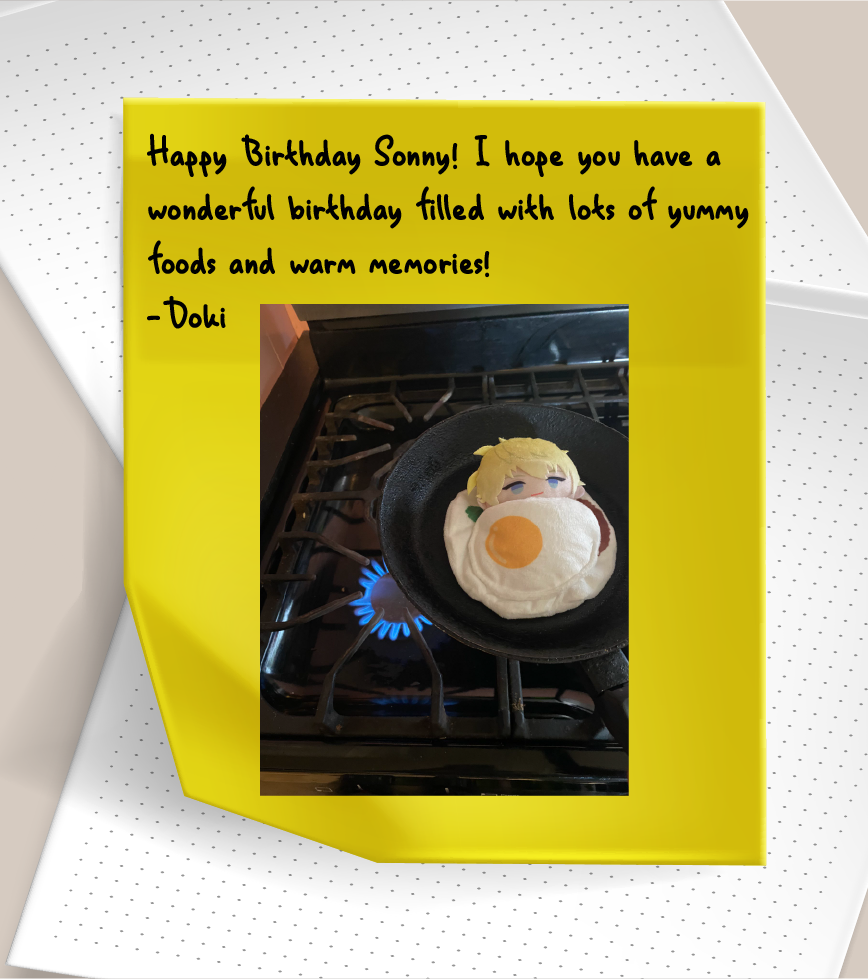 Happy Birthday Sonny! I hope you have a
wonderful birthday filled with lots of yummy
foods and warm memories!
-Doki